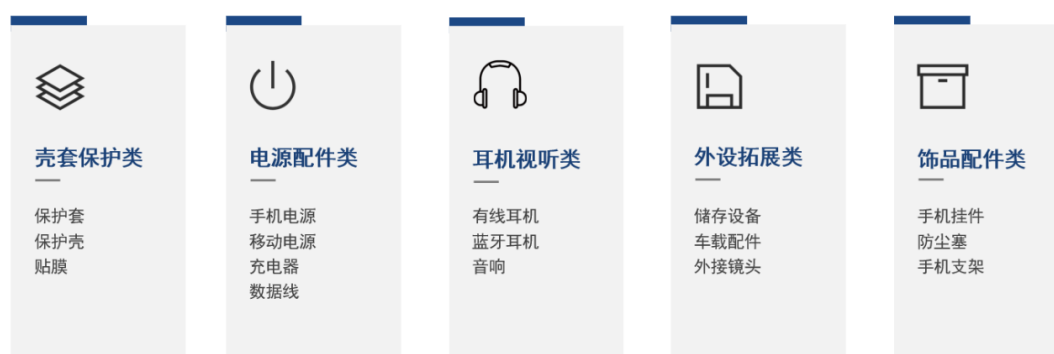 壳套保护类
保护套
保护壳
贴膜
电源配件类
手机电源
移动电源
充电器
数据线
耳机视听类
有线耳机
蓝牙耳机
音响
外设拓展类
储存设备
车载配件
外接镜头
饰品配件类
手机挂件
防尘塞
手机支架